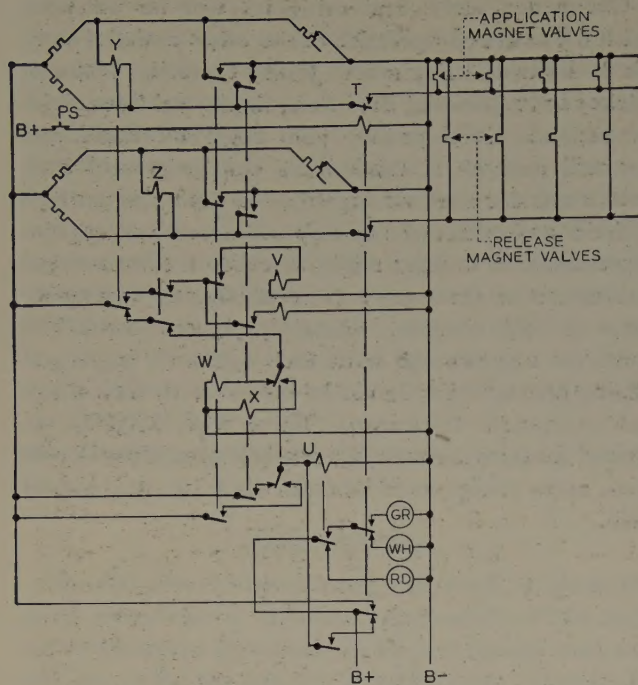 APPLICATION
MAGNET VALVES
Y
T
PS
B+
Z
RELEASE
MAGNET VALVES
V
W
X
U
GR
WH
RD
B+
B-